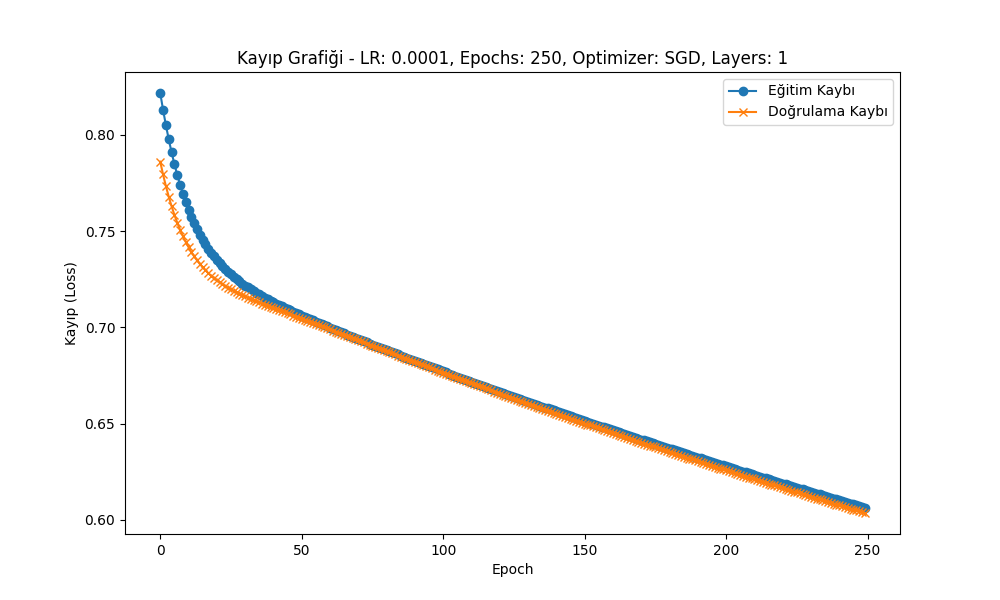 Kayıp Grafiği - LR: 0.0001, Epochs: 250, Optimizer: SGD, Layers: 1
Eğitim Kaybı
Doğrulama Kaybı
Kayıp (Loss)
0.80
0.75
0.70
0.65
0.60
0 50 100 150 200 250
Epoch